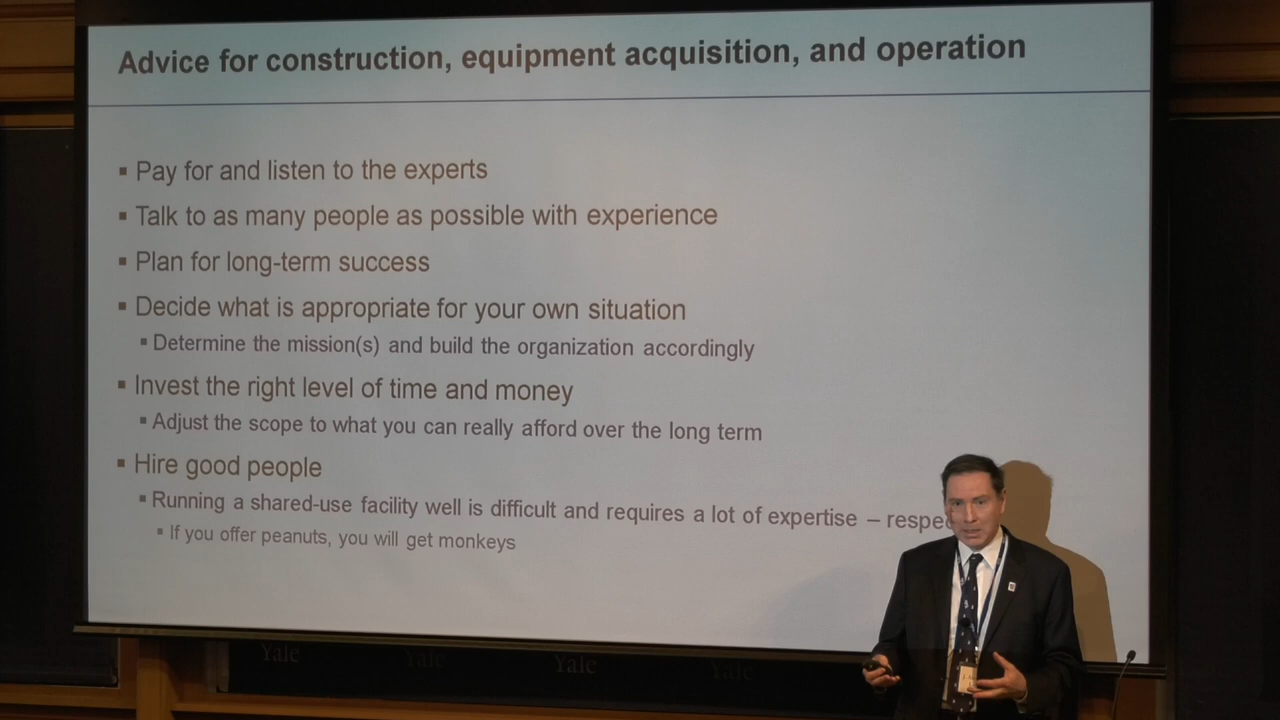 Advice for construction, equipment acquisition, and operation
▪ Pay for and listen to the experts
▪ Talk to as many people as possible with experience
▪ Plan for long-term success
▪ Decide what is appropriate for your own situation
▪ Determine the mission(s) and build the organization accordingly
▪ Invest the right level of time and money
▪ Adjust the scope to what you can really afford over the long term
▪ Hire good people
▪ Running a shared-use facility well is difficult and requires a lot of expertise – respec
▪ If you offer peanuts, you will get monkeys
Yale Yale Yale Yale